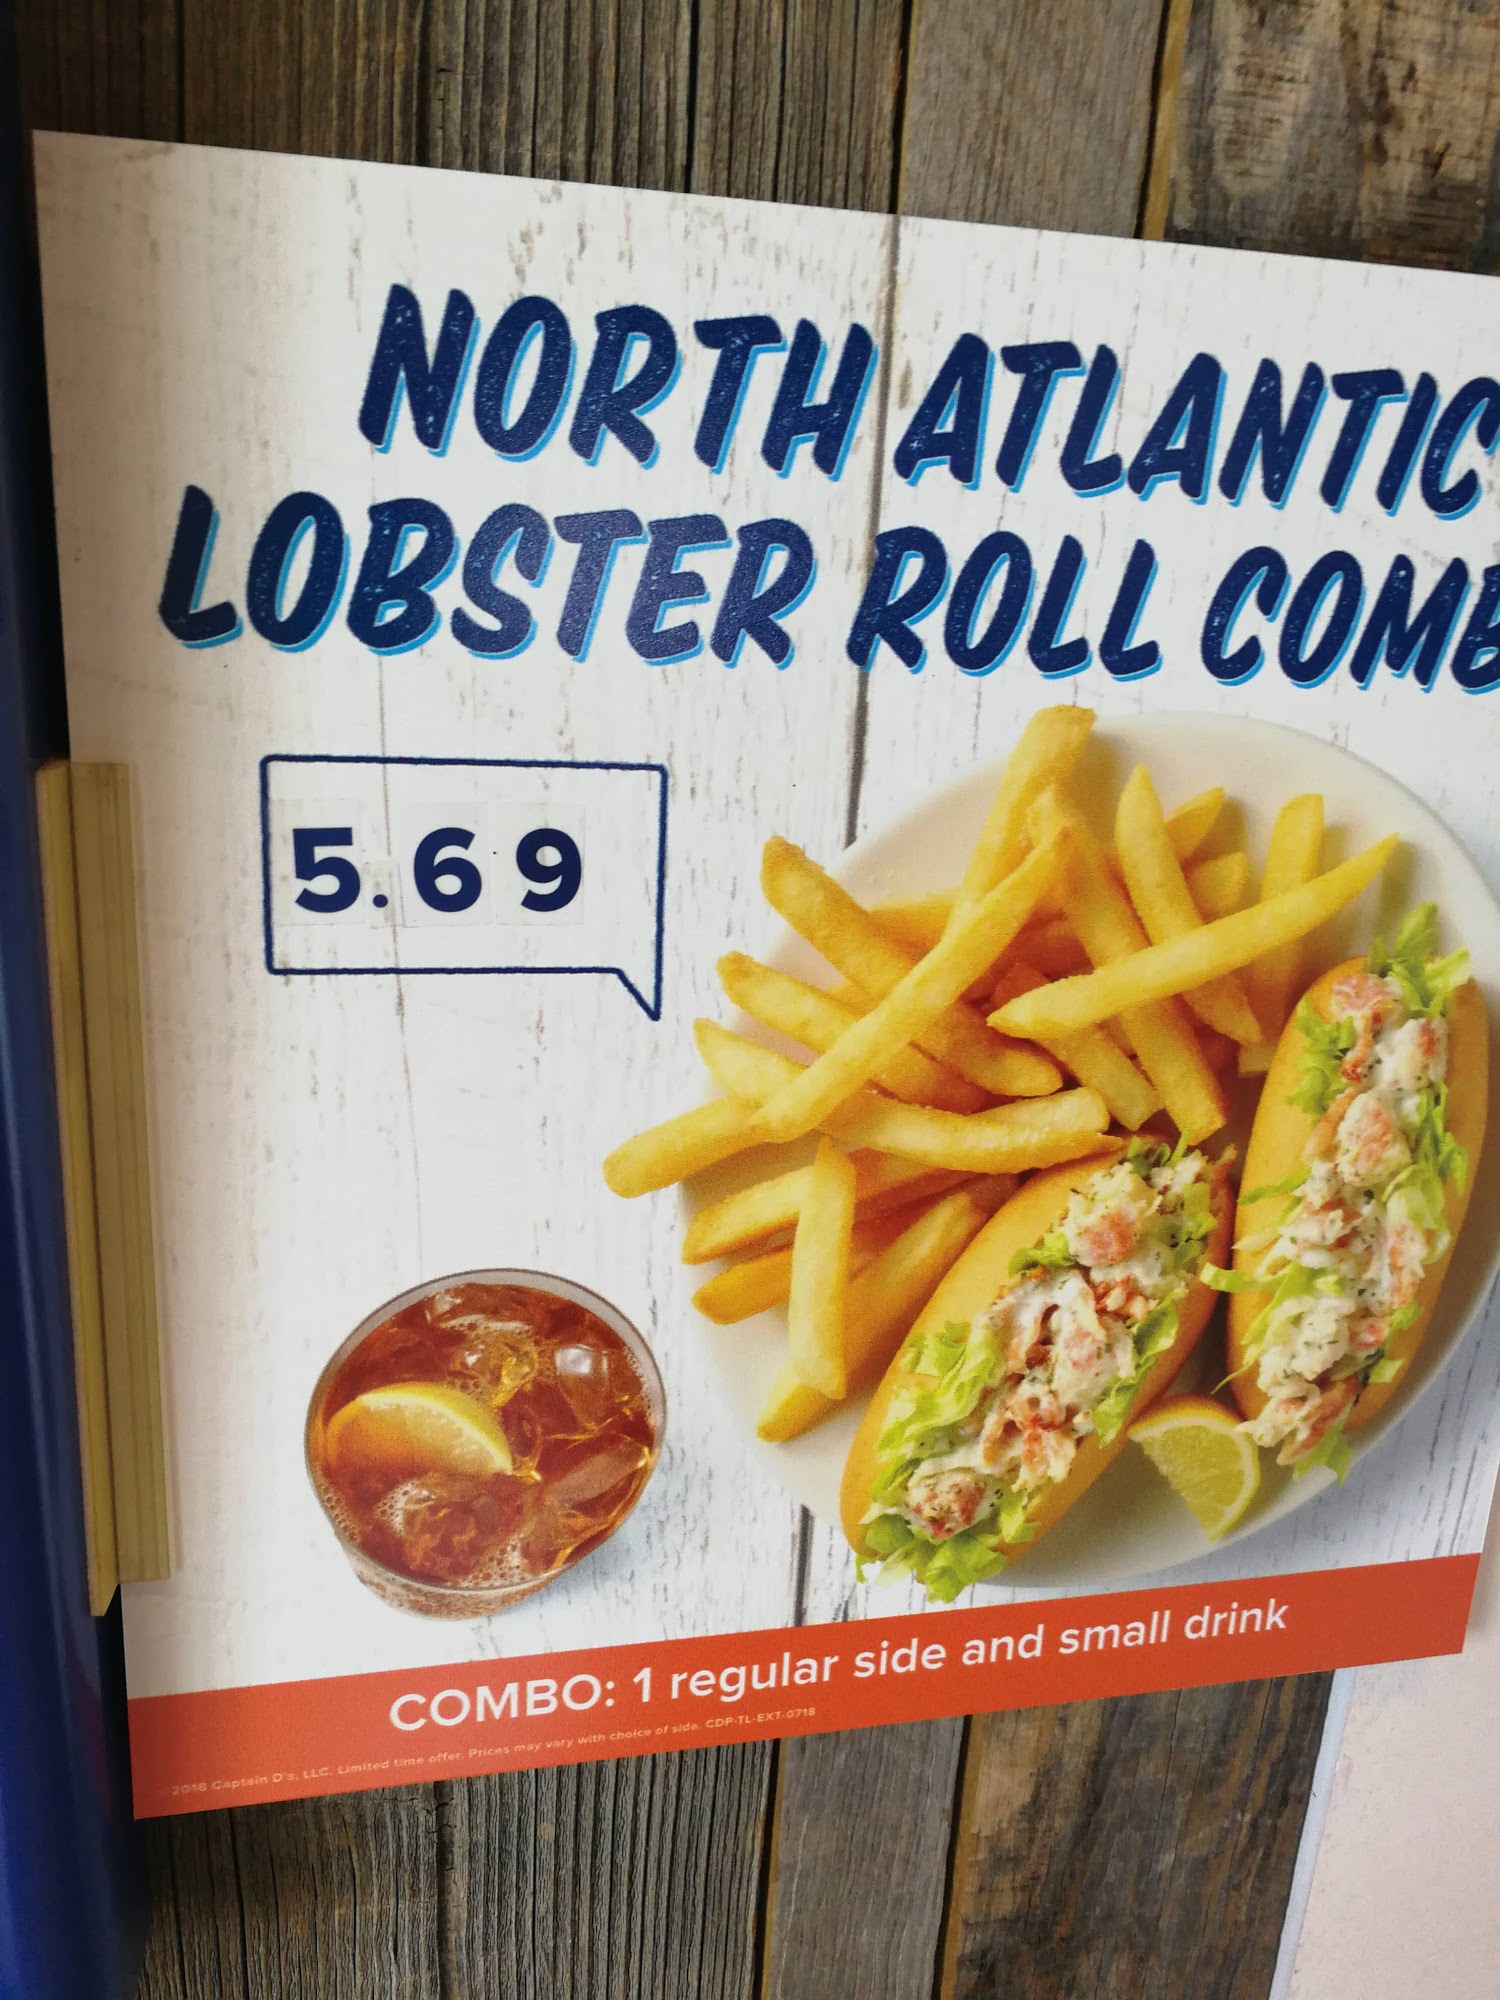 NORTH ATLANTIC
LOBSTER ROLL COMB
5.69
COMBO: 1 regular side and small drink
2018 Captain D's, LLC. Limited time offer. Prices may vary with choice of side. CDP-TL-EXT-0718